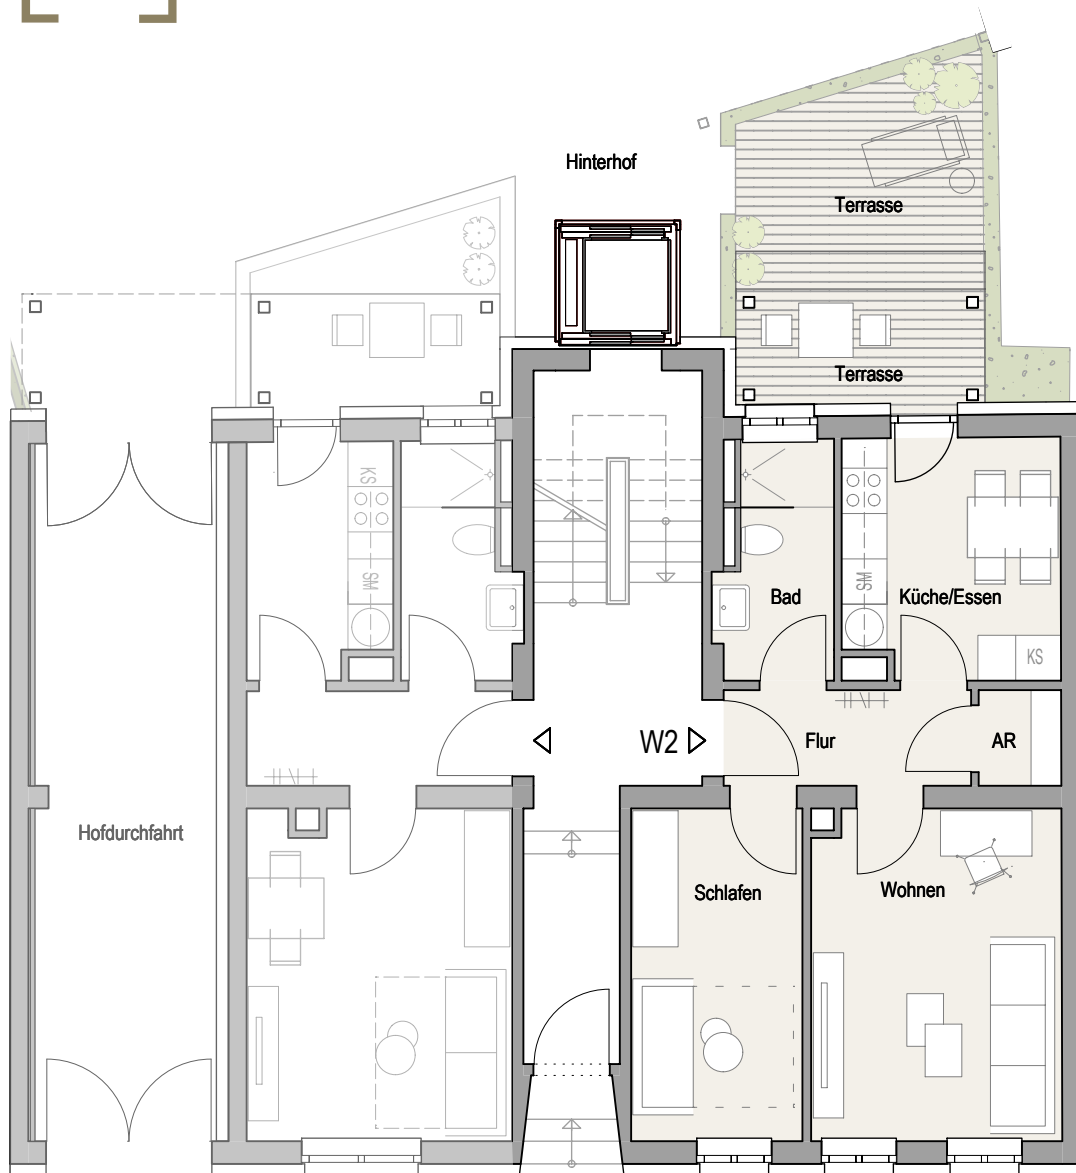 Hinterhof
Terrasse
Terrasse
KS
SM
SM
Bad
Küche/Essen
KS
W2
Flur
AR
Hofdurchfahrt
Schlafen
Wohnen